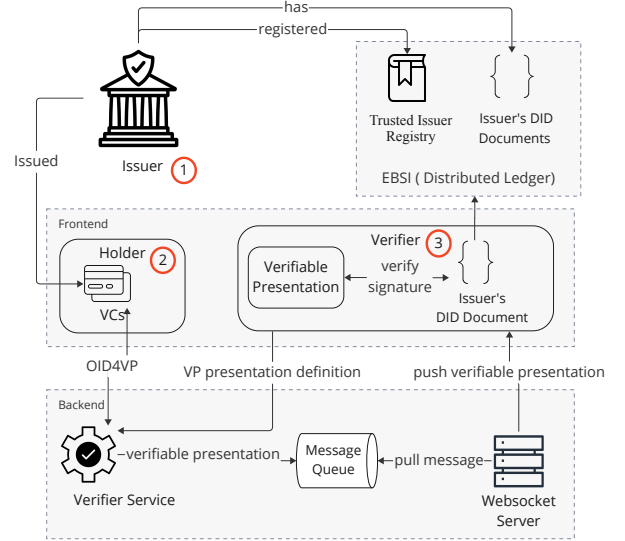 has
registered
Trusted Issuer
Registry
Issuer's DID
Documents
EBSI ( Distributed Ledger)
Issuer
1
Issued
Frontend
Holder
2
VCs
Verifier
3
Verifiable
Presentation
verify
signature
Issuer's
DID Document
OID4VP
VP presentation definition
push verifiable presentation
Backend
Verifier Service
verifiable presentation
Message
Queue
pull message
Websocket
Server